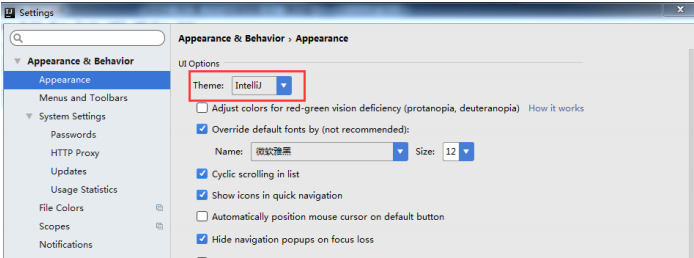 Settings
Appearance & Behavior › Appearance
Appearance & Behavior
Appearance
Menus and Toolbars
System Settings
Passwords
HTTP Proxy
Updates
Usage Statistics
File Colors
Scopes
Notifications
UI Options
Theme: IntelliJ
Adjust colors for red-green vision deficiency (protanopia, deuteranopia) How it works
Override default fonts by (not recommended):
Name: 微软雅黑 Size: 12
Cyclic scrolling in list
Show icons in quick navigation
Automatically position mouse cursor on default button
Hide navigation popups on focus loss